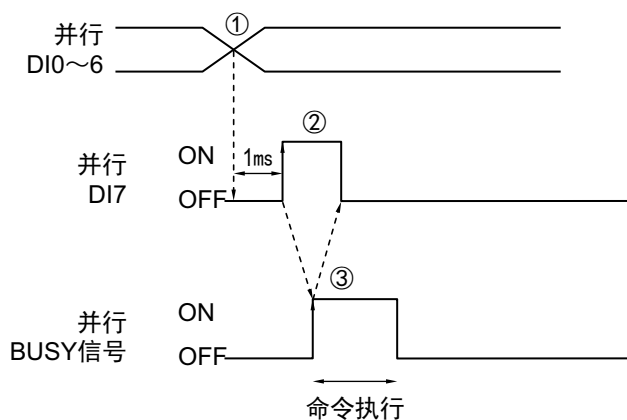 并行
DI0～6
①
并行
DI7
ON
OFF
1ms
②
并行
BUSY信号
ON
OFF
③
命令执行